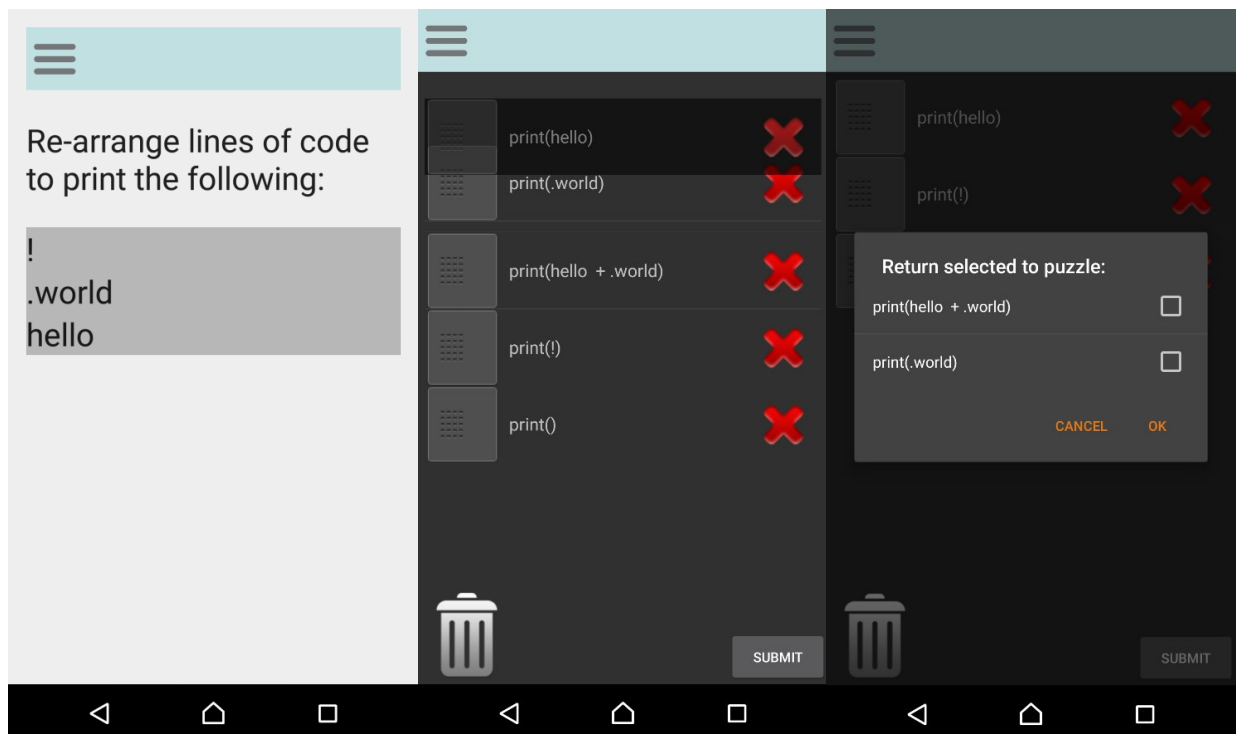 Re-arrange lines of code
to print the following:
!
.world
hello
print(hello)
print(.world)
print(hello + .world)
print(!)
print()
SUBMIT
print(hello)
print(!)
Return selected to puzzle:
print(hello + .world)
print(.world)
CANCEL OK
SUBMIT